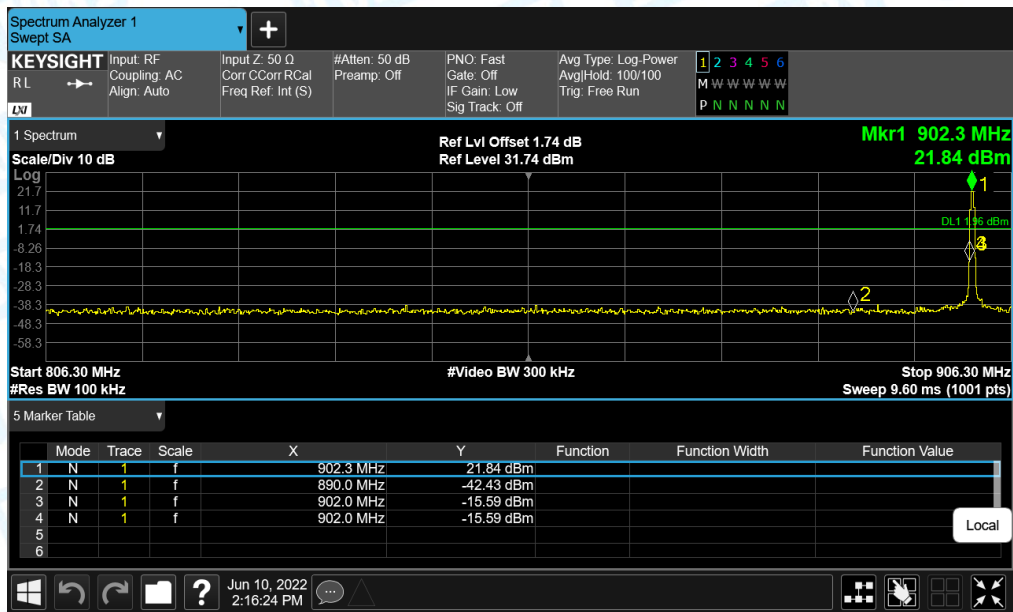 Spectrum Analyzer 1
Swept SA
+
KEYSIGHT
R L
LXI
Input: RF
Coupling: AC
Align: Auto
Input Z: 50 Ω
Corr CCorr RCal
Freq Ref: Int (S)
#Atten: 50 dB
Preamp: Off
PNO: Fast
Gate: Off
IF Gain: Low
Sig Track: Off
Avg Type: Log-Power
Avg|Hold: 100/100
Trig: Free Run
1 2 3 4 5 6
M W W W W W
P N N N N N
1 Spectrum
Scale/Div 10 dB
Ref Lvl Offset 1.74 dB
Ref Level 31.74 dBm
Mkr1 902.3 MHz
21.84 dBm
Log
21.7
11.7
1.74
-8.26
-18.3
-28.3
-38.3
-48.3
-58.3
1
DL1 1.96 dBm
2
Start 806.30 MHz
#Video BW 300 kHz
Stop 906.30 MHz
#Res BW 100 kHz
Sweep 9.60 ms (1001 pts)
5 Marker Table
Mode Trace Scale X Y Function Function Width Function Value
1 N 1 f 902.3 MHz 21.84 dBm
2 N 1 f 890.0 MHz -42.43 dBm
3 N 1 f 902.0 MHz -15.59 dBm
4 N 1 f 902.0 MHz -15.59 dBm
5
6
Local
?
Jun 10, 2022
2:16:24 PM